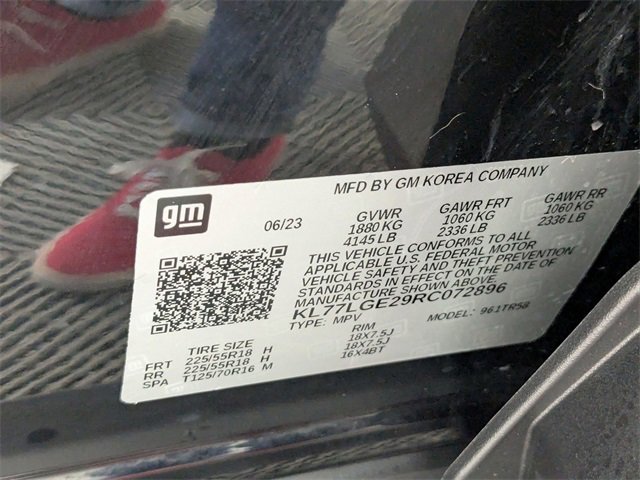 MFD BY GM KOREA COMPANY
gm
06/23
GVWR GAWR FRT GAWR RR
1880 KG 1060 KG 1060 KG
4145 LB 2336 LB 2336 LB
THIS VEHICLE CONFORMS TO ALL
APPLICABLE U.S. FEDERAL MOTOR
VEHICLE SAFETY AND THEFT PREVENTION
STANDARDS IN EFFECT ON THE DATE OF
MANUFACTURE SHOWN ABOVE
KL77LGE29RC072896
TYPE: MPV MODEL: 961TR58
TIRE SIZE RIM
FRT 225/55R18 H 18X7.5J
RR 225/55R18 H 18X7.5J
SPA T125/70R16 M 16X4BT